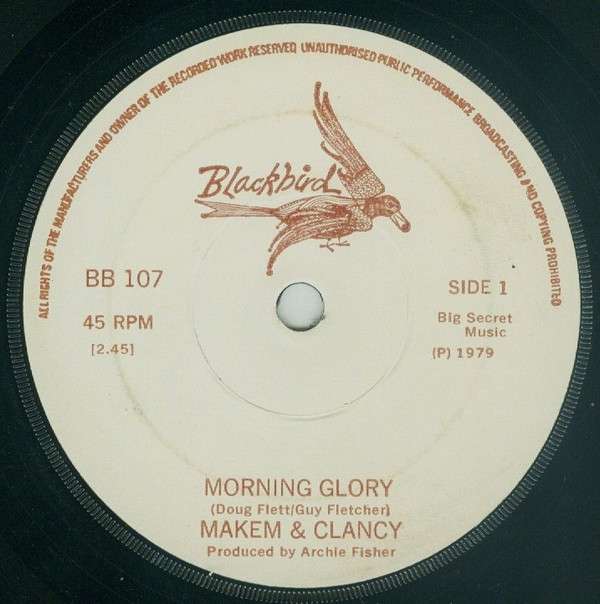 ALL RIGHTS OF THE MANUFACTURERS AND OWNER OF THE RECORDED WORK RESERVED UNAUTHORISED PUBLIC PERFORMANCE BROADCASTING AND COPYING PROHIBITED
Blackbird
BB 107
SIDE 1
45 RPM
[2.45]
Big Secret
Music
(P) 1979
MORNING GLORY
(Doug Flett/Guy Fletcher)
MAKEM & CLANCY
Produced by Archie Fisher